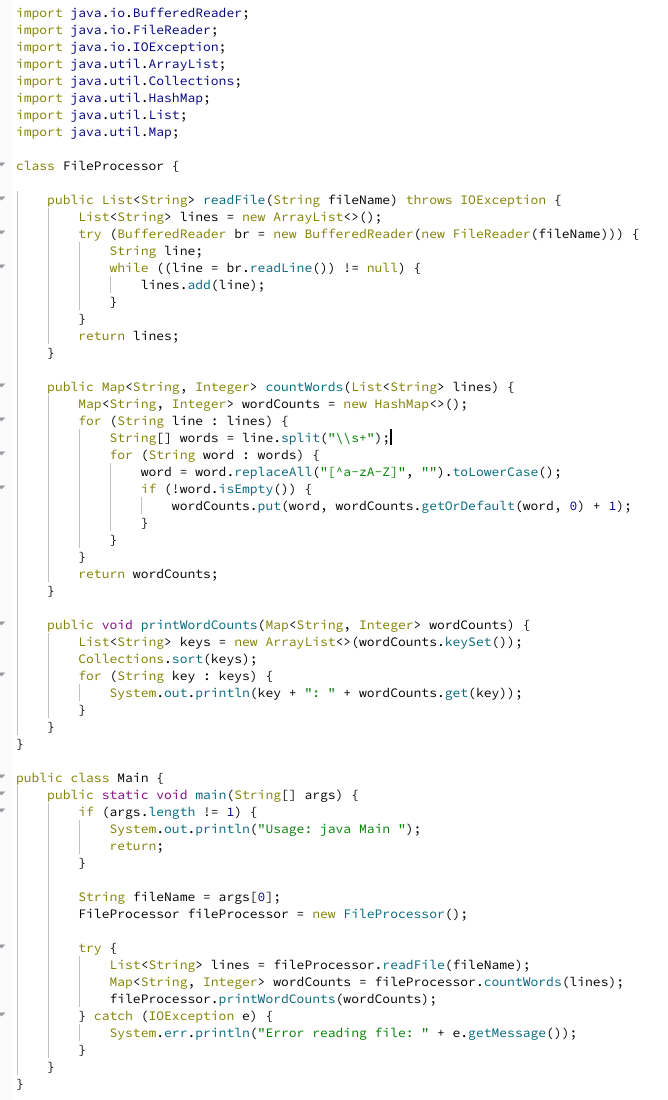 import java.io.BufferedReader;
import java.io.FileReader;
import java.io.IOException;
import java.util.ArrayList;
import java.util.Collections;
import java.util.HashMap;
import java.util.List;
import java.util.Map;

class FileProcessor {

    public List<String> readFile(String fileName) throws IOException {
        List<String> lines = new ArrayList<>();
        try (BufferedReader br = new BufferedReader(new FileReader(fileName))) {
            String line;
            while ((line = br.readLine()) != null) {
                lines.add(line);
            }
        }
        return lines;
    }

    public Map<String, Integer> countWords(List<String> lines) {
        Map<String, Integer> wordCounts = new HashMap<>();
        for (String line : lines) {
            String[] words = line.split("\\s+");
            for (String word : words) {
                word = word.replaceAll("[^a-zA-Z]", "").toLowerCase();
                if (!word.isEmpty()) {
                    wordCounts.put(word, wordCounts.getOrDefault(word, 0) + 1);
                }
            }
        }
        return wordCounts;
    }

    public void printWordCounts(Map<String, Integer> wordCounts) {
        List<String> keys = new ArrayList<>(wordCounts.keySet());
        Collections.sort(keys);
        for (String key : keys) {
            System.out.println(key + ": " + wordCounts.get(key));
        }
    }
}

public class Main {
    public static void main(String[] args) {
        if (args.length != 1) {
            System.out.println("Usage: java Main ");
            return;
        }

        String fileName = args[0];
        FileProcessor fileProcessor = new FileProcessor();

        try {
            List<String> lines = fileProcessor.readFile(fileName);
            Map<String, Integer> wordCounts = fileProcessor.countWords(lines);
            fileProcessor.printWordCounts(wordCounts);
        } catch (IOException e) {
            System.err.println("Error reading file: " + e.getMessage());
        }
    }
}